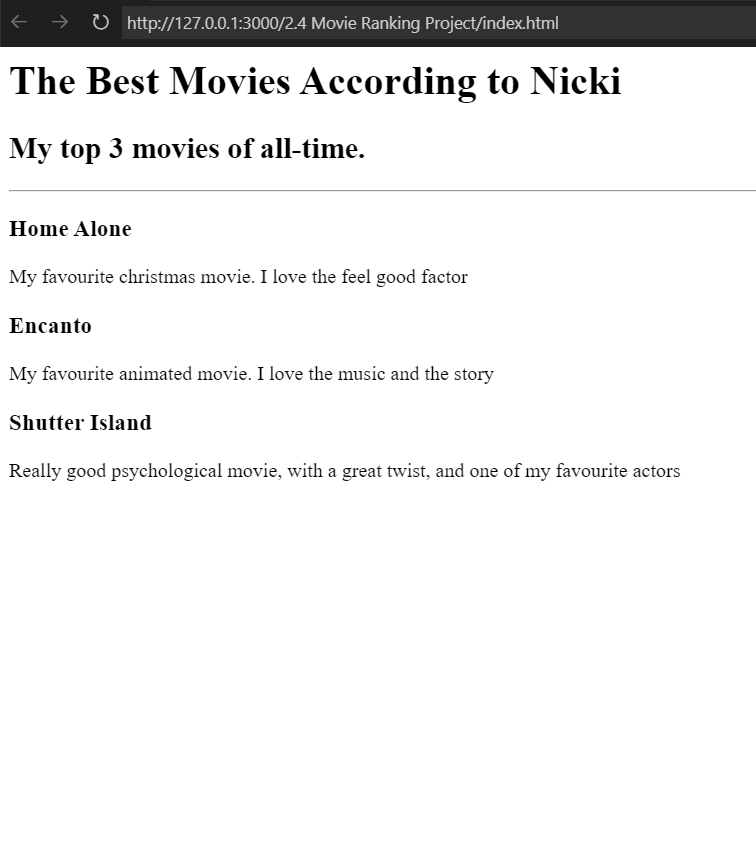 http://127.0.0.1:3000/2.4 Movie Ranking Project/index.html
The Best Movies According to Nicki
My top 3 movies of all-time.
Home Alone
My favourite christmas movie. I love the feel good factor
Encanto
My favourite animated movie. I love the music and the story
Shutter Island
Really good psychological movie, with a great twist, and one of my favourite actors